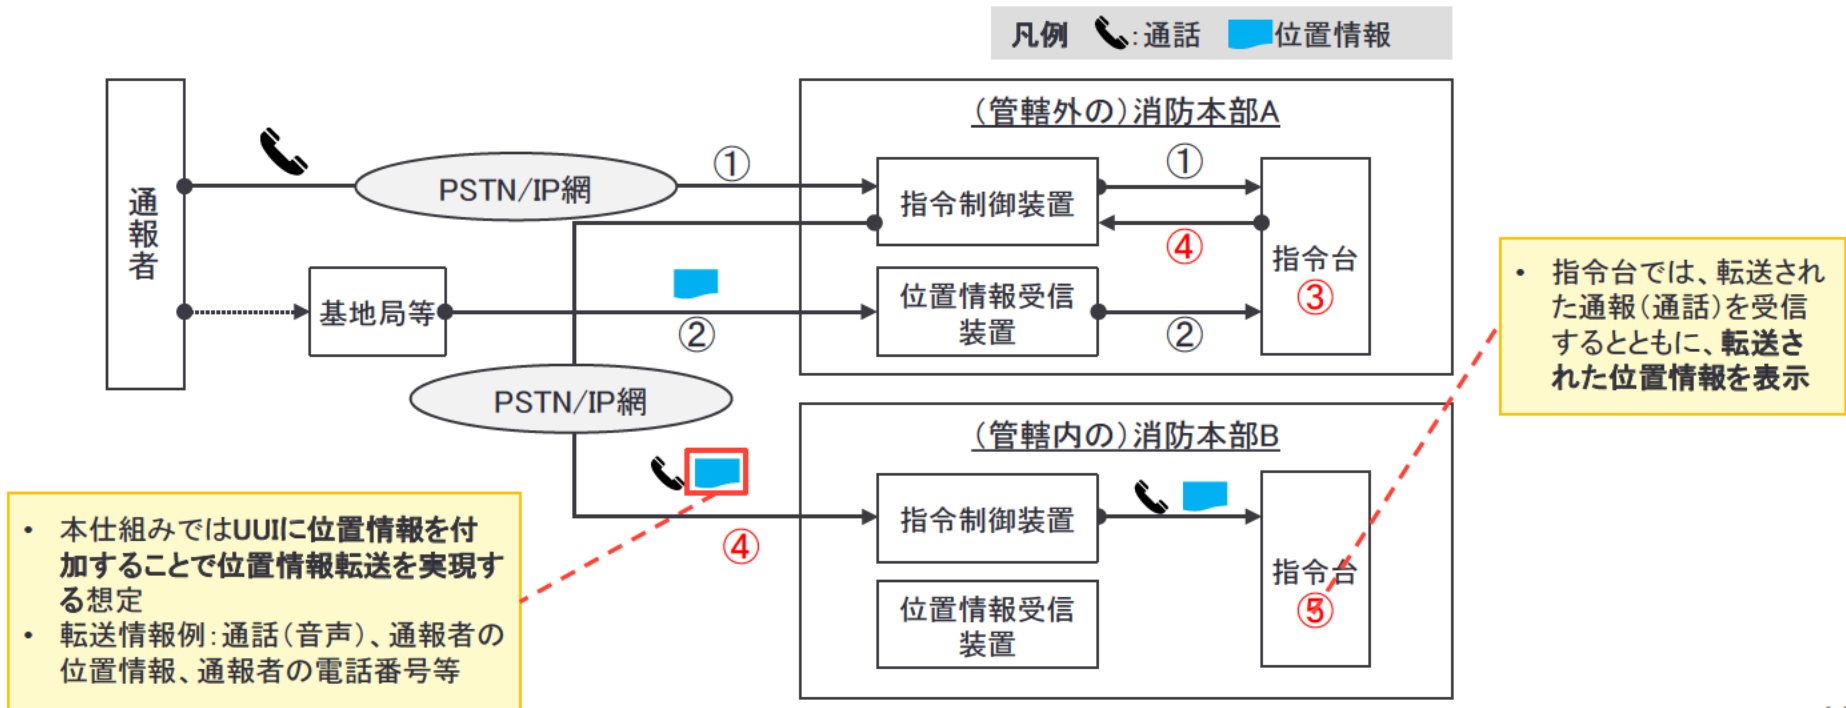 凡例 :通話 位置情報
(管轄外の)消防本部A
通報者
PSTN/IP網
①
指令制御装置
①
④
指令台
③
基地局等
②
位置情報受信
装置
②
・ 指令台では、転送され
た通報(通話)を受信
するとともに、転送さ
れた位置情報を表示
PSTN/IP網
(管轄内の)消防本部B
④
指令制御装置
指令台
⑤
位置情報受信
装置
・ 本仕組みではUUIに位置情報を付
加することで位置情報転送を実現す
る想定
・ 転送情報例:通話(音声)、通報者の
位置情報、通報者の電話番号等